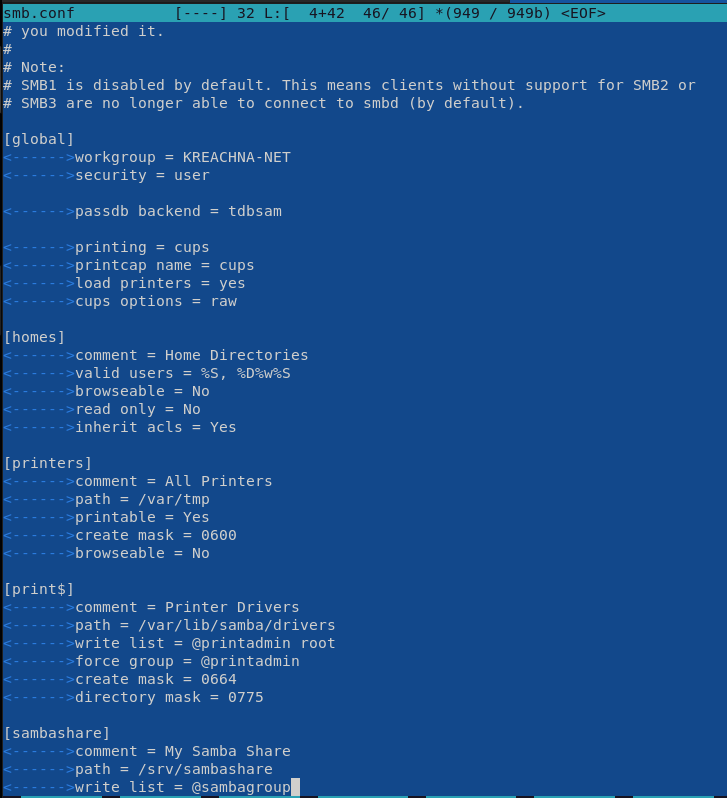 smb.conf [----] 32 L:[ 4+42 46/ 46] *(949 / 949b) <EOF>
# you modified it.
#
# Note:
# SMB1 is disabled by default. This means clients without support for SMB2 or
# SMB3 are no longer able to connect to smbd (by default).
[global]
<------>workgroup = KREACHNA-NET
<------>security = user
<------>passdb backend = tdbsam
<------>printing = cups
<------>printcap name = cups
<------>load printers = yes
<------>cups options = raw
[homes]
<------>comment = Home Directories
<------>valid users = %S, %D%w%S
<------>browseable = No
<------>read only = No
<------>inherit acls = Yes
[printers]
<------>comment = All Printers
<------>path = /var/tmp
<------>printable = Yes
<------>create mask = 0600
<------>browseable = No
[print$]
<------>comment = Printer Drivers
<------>path = /var/lib/samba/drivers
<------>write list = @printadmin root
<------>force group = @printadmin
<------>create mask = 0664
<------>directory mask = 0775
[sambashare]
<------>comment = My Samba Share
<------>path = /srv/sambashare
<------>write list = @sambagroup